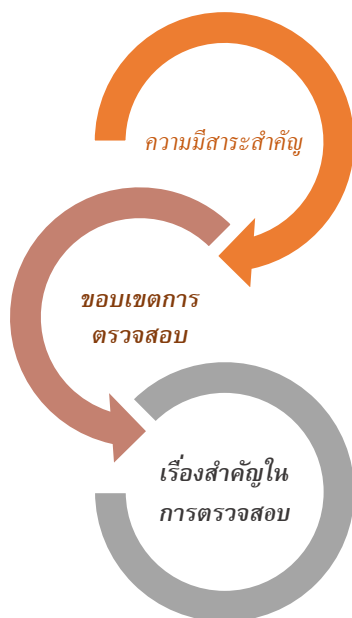 ความมีสาระสำคัญ
ขอบเขตการ
ตรวจสอบ
เรื่องสำคัญใน
การตรวจสอบ